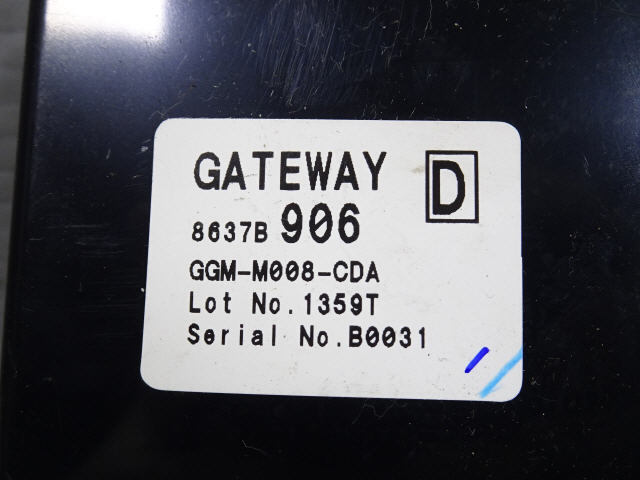 GATEWAY D
8637B 906
GGM-M008-CDA
Lot No.1359T
Serial No.B0031